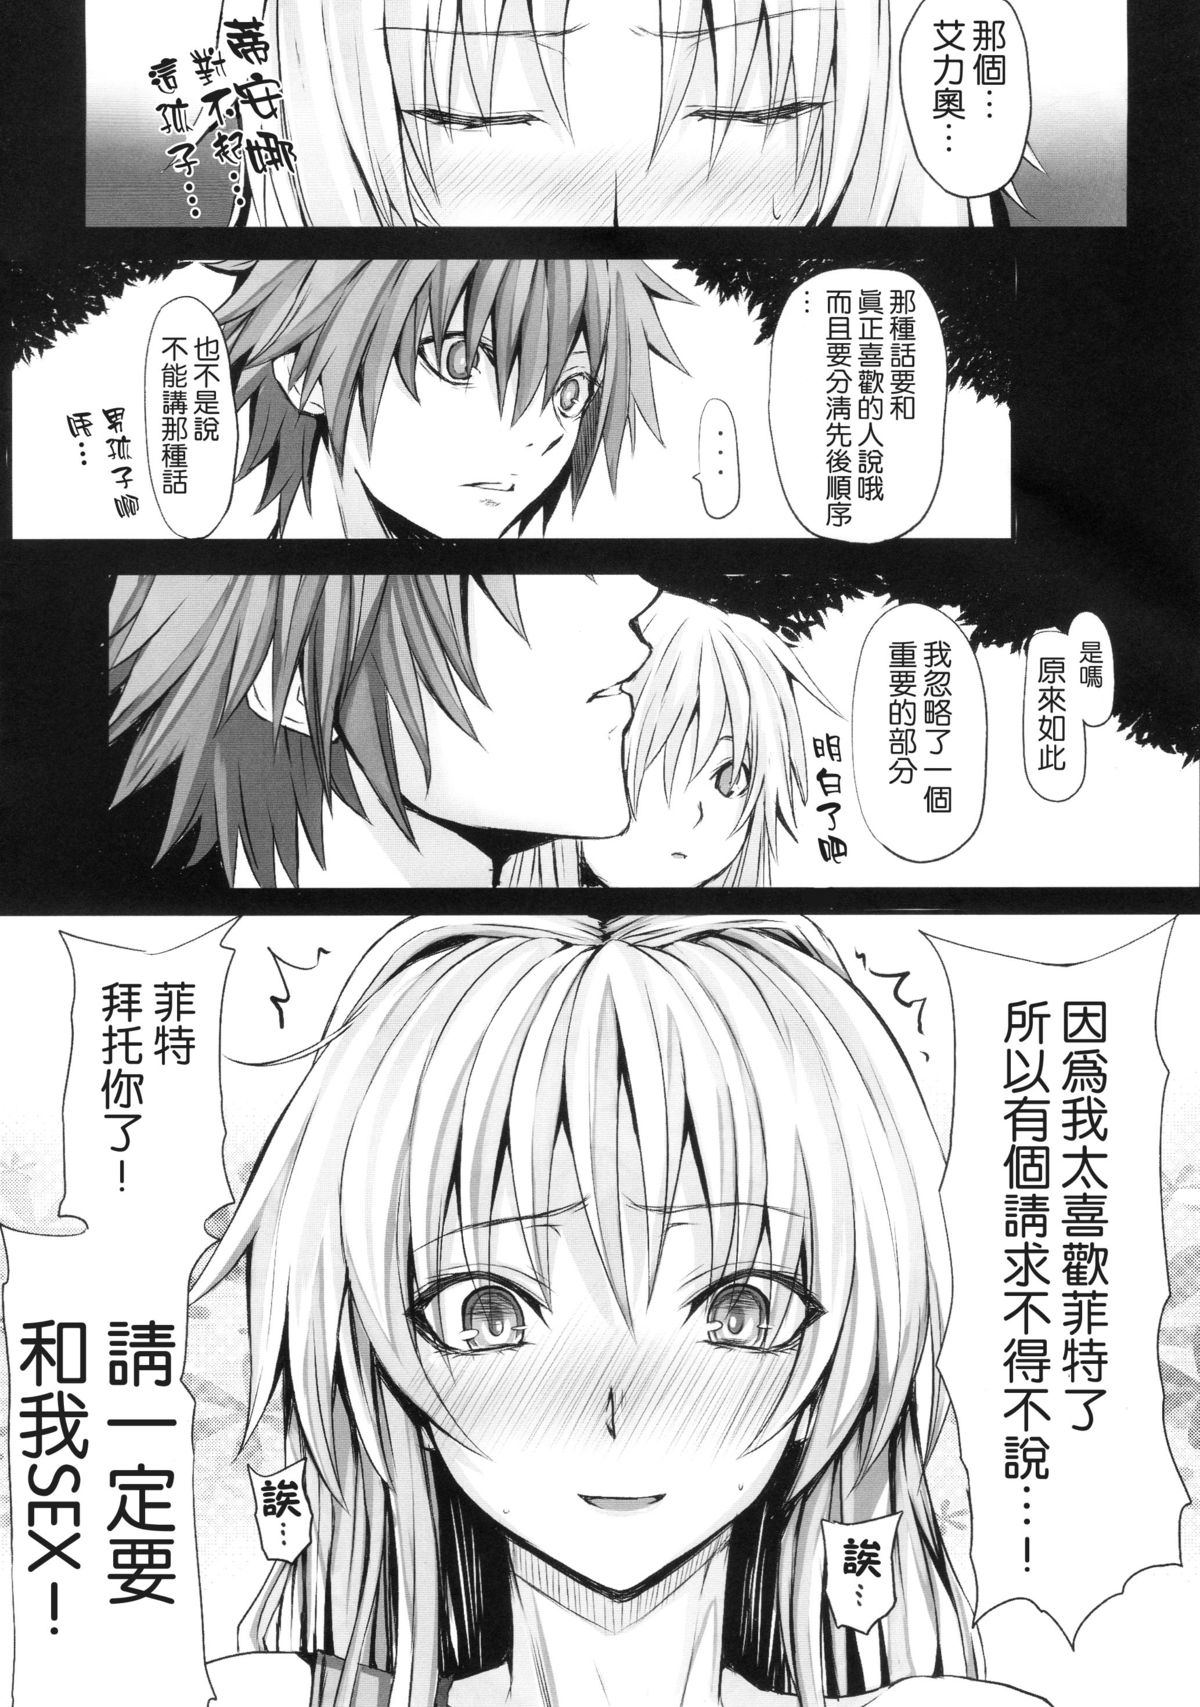 那個…
艾力奧…
蒂安娜
對不起…
這孩子……
那種話要和
眞正喜歡的人說哦
而且要分淸先後順序
…
…
也不是說
不能講那種話
男孩子啊
哦…
是嗎
原來如此
我忽略了一個
重要的部分
明白了吧
因爲我太喜歡菲特了
所以有個請求不得不說……！
菲特
拜托你了！
請一定要
和我SEX！
誒…
誒…